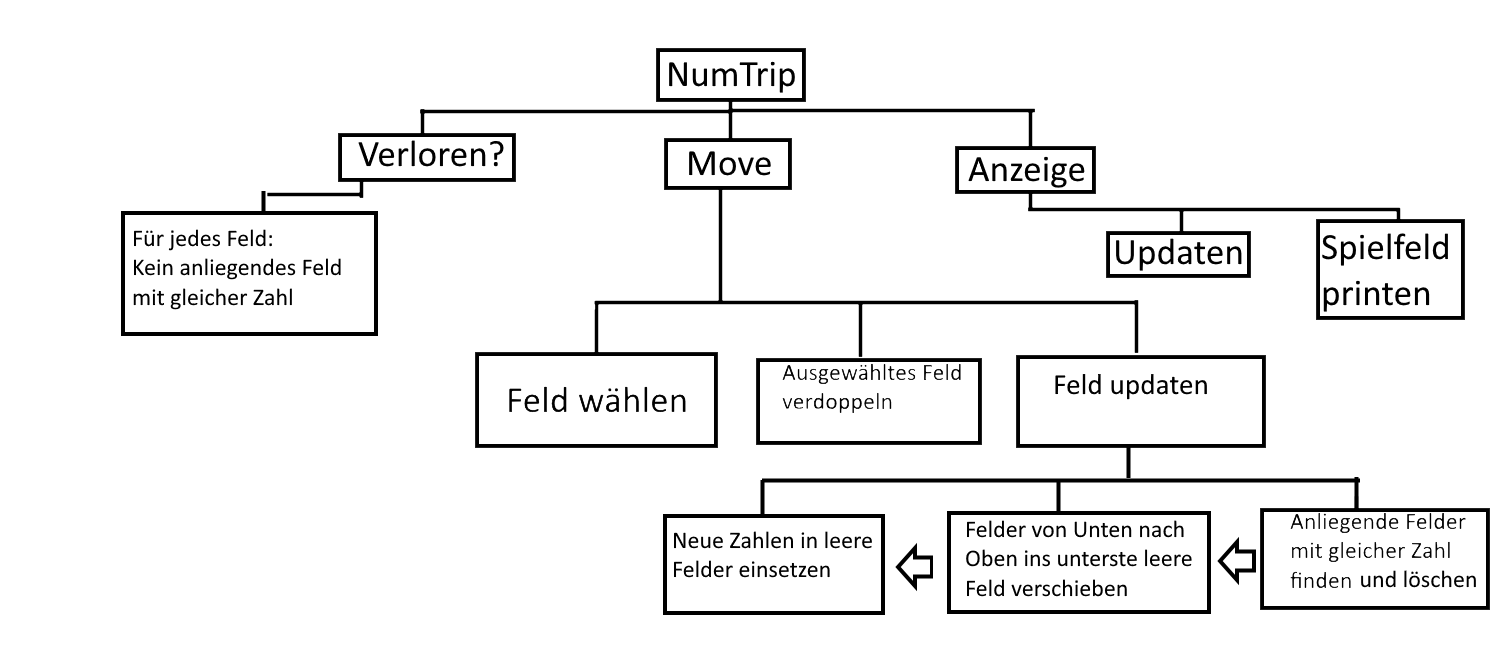 NumTrip
Verloren?
Move
Anzeige
Für jedes Feld:
Kein anliegendes Feld
mit gleicher Zahl
Updaten
Spielfeld
printen
Feld wählen
Ausgewähltes Feld
verdoppeln
Feld updaten
Neue Zahlen in leere
Felder einsetzen
Felder von Unten nach
Oben ins unterste leere
Feld verschieben
Anliegende Felder
mit gleicher Zahl
finden und löschen